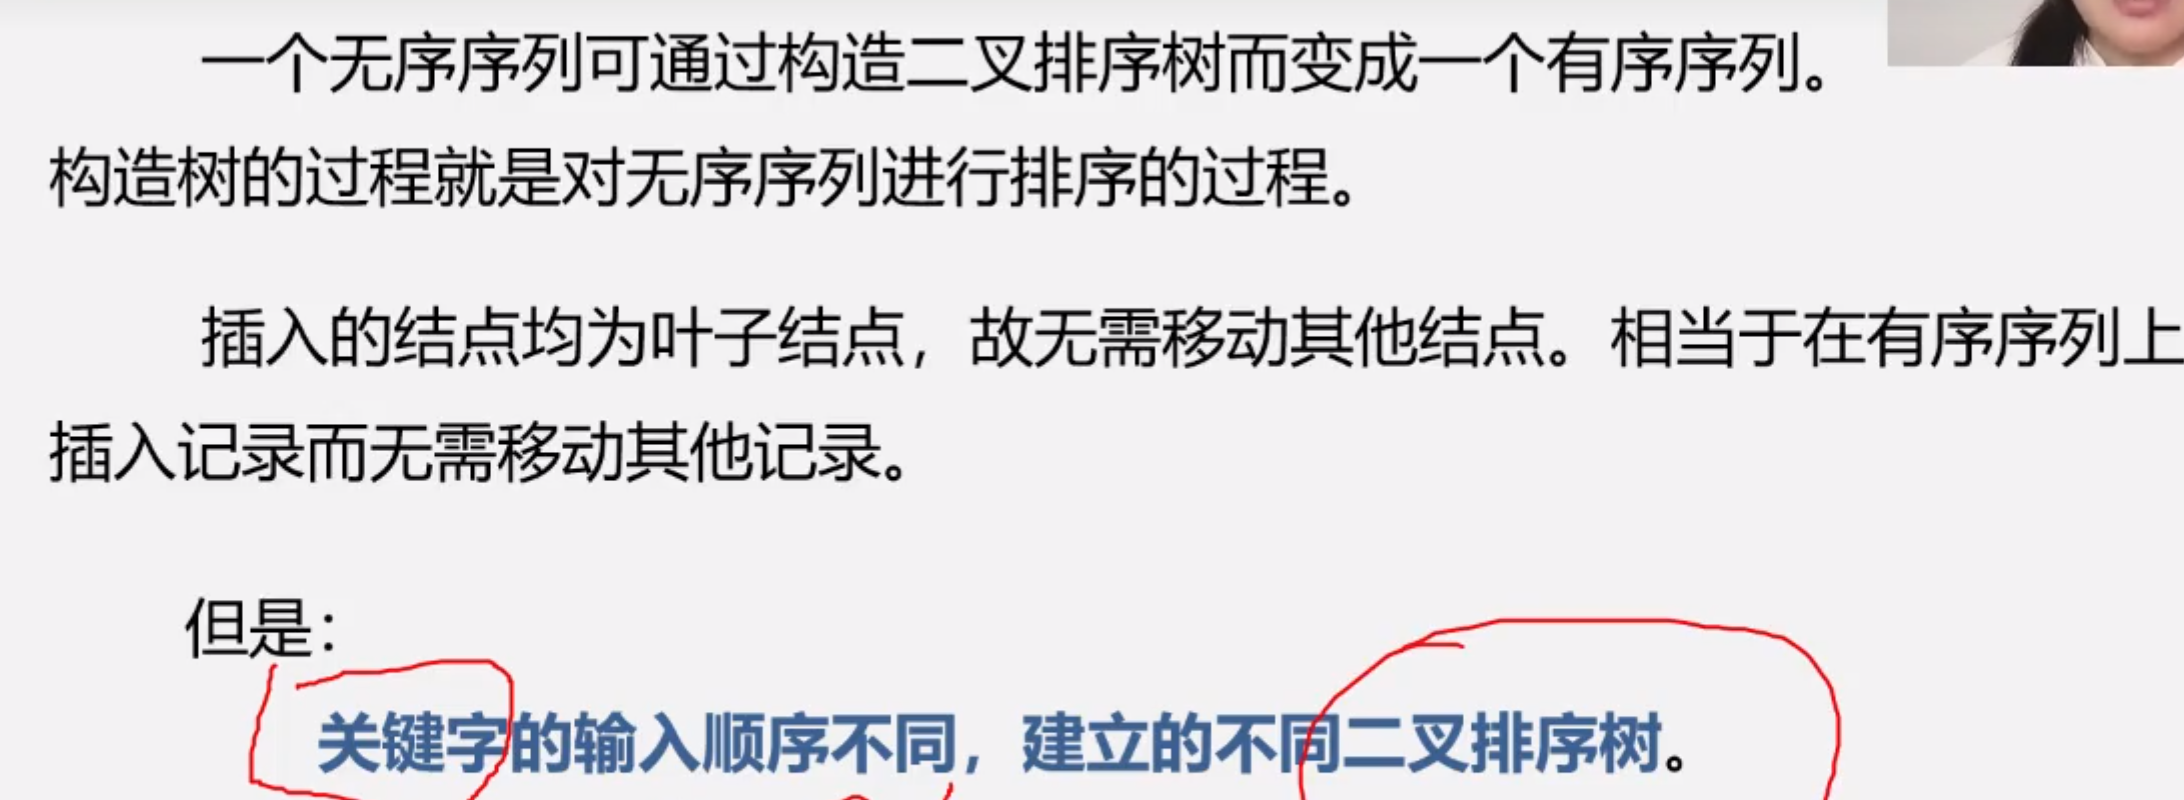 一个无序序列可通过构造二叉排序树而变成一个有序序列。
构造树的过程就是对无序序列进行排序的过程。
插入的结点均为叶子结点，故无需移动其他结点。相当于在有序序列上
插入记录而无需移动其他记录。
但是：
关键字的输入顺序不同，建立的不同二叉排序树。